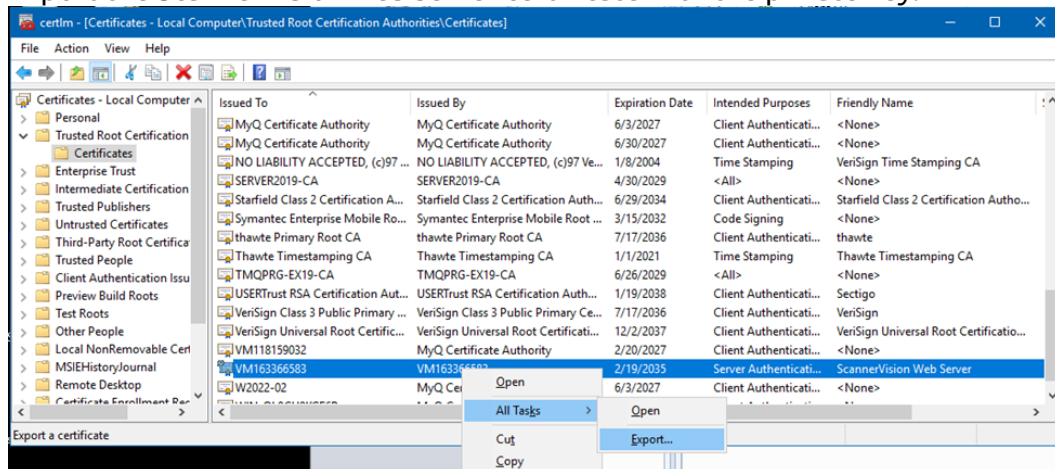 certlm - [Certificates - Local Computer\Trusted Root Certification Authorities\Certificates]
File Action View Help
Certificates - Local Computer
Personal
Trusted Root Certification
Certificates
Enterprise Trust
Intermediate Certification
Trusted Publishers
Untrusted Certificates
Third-Party Root Certificat
Trusted People
Client Authentication Issu
Preview Build Roots
Test Roots
Other People
Local NonRemovable Cert
MSIEHistoryJournal
Remote Desktop
Certificate Enrollment Req
Issued To Issued By Expiration Date Intended Purposes Friendly Name
MyQ Certificate Authority MyQ Certificate Authority 6/3/2027 Client Authenticati... <None>
MyQ Certificate Authority MyQ Certificate Authority 6/30/2027 Client Authenticati... <None>
NO LIABILITY ACCEPTED, (c)97 ... NO LIABILITY ACCEPTED, (c)97 Ve... 1/8/2004 Time Stamping VeriSign Time Stamping CA
SERVER2019-CA SERVER2019-CA 4/30/2029 <All> <None>
Starfield Class 2 Certification A... Starfield Class 2 Certification Auth... 6/29/2034 Client Authenticati... Starfield Class 2 Certification Autho...
Symantec Enterprise Mobile Ro... Symantec Enterprise Mobile Root ... 3/15/2032 Code Signing <None>
thawte Primary Root CA thawte Primary Root CA 7/17/2036 Client Authenticati... thawte
Thawte Timestamping CA Thawte Timestamping CA 1/1/2021 Time Stamping Thawte Timestamping CA
TMQPRG-EX19-CA TMQPRG-EX19-CA 6/26/2029 <All> <None>
USERTrust RSA Certification Aut... USERTrust RSA Certification Auth... 1/19/2038 Client Authenticati... Sectigo
VeriSign Class 3 Public Primary ... VeriSign Class 3 Public Primary Ce... 7/17/2036 Client Authenticati... VeriSign
VeriSign Universal Root Certific... VeriSign Universal Root Certificati... 12/2/2037 Client Authenticati... VeriSign Universal Root Certificatio...
VM118159032 MyQ Certificate Authority 2/20/2027 Client Authenticati... <None>
VM163366583 VM163366583 2/19/2035 Server Authenticati... ScannerVision Web Server
W2022-02 MyQ Cer 6/3/2027 Client Authenticati... <None>
Open
All Tasks
Cut
Copy
Open
Export...
Export a certificate